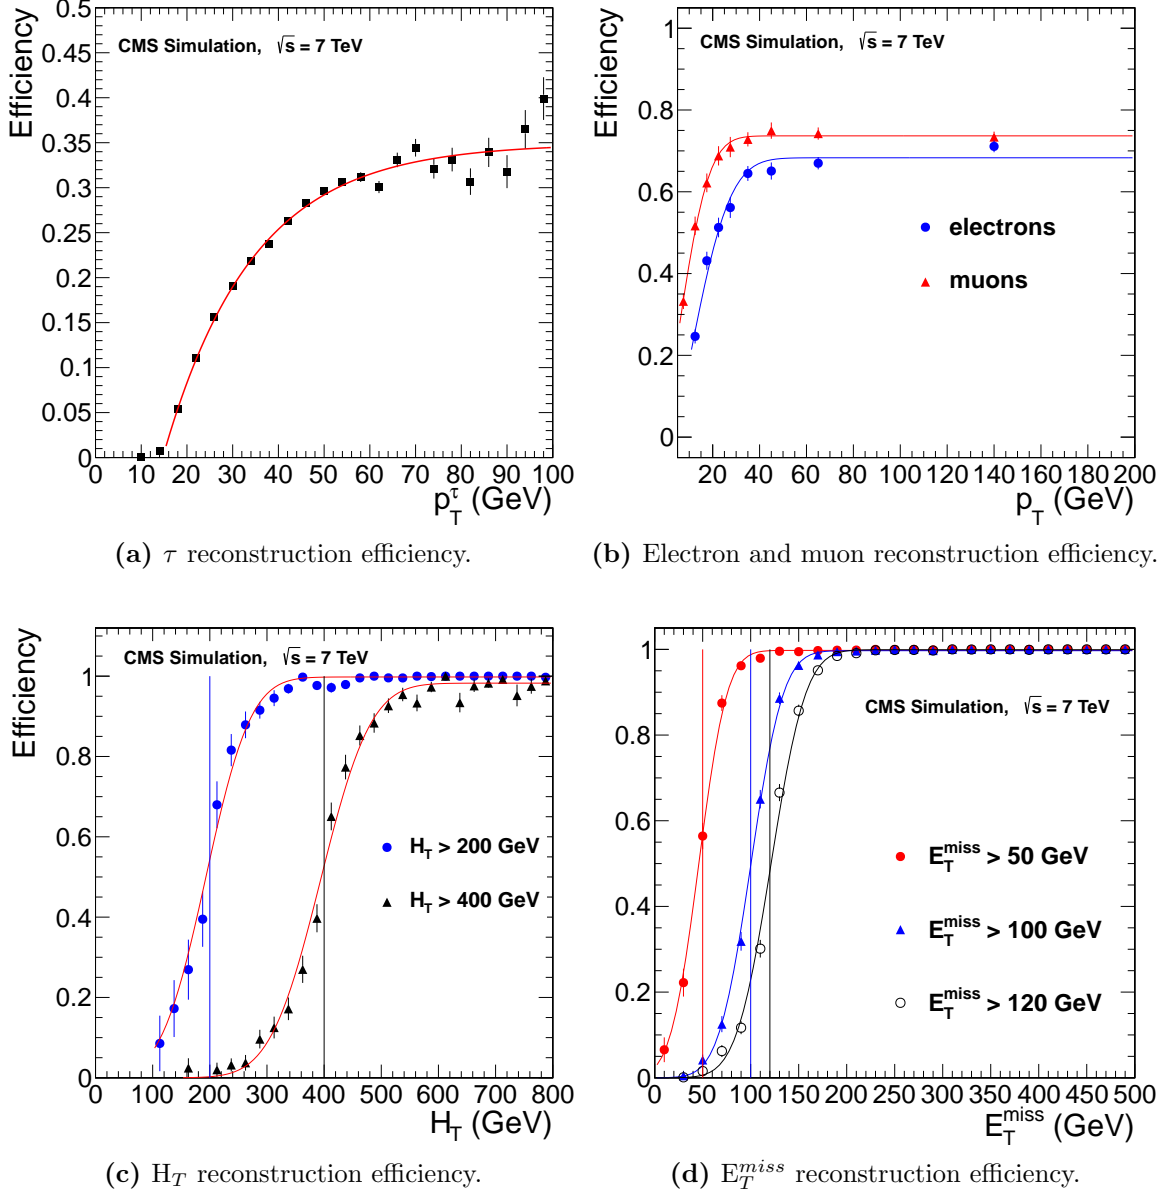 Efficiency
CMS Simulation, √s = 7 TeV
0.5
0.45
0.4
0.35
0.3
0.25
0.2
0.15
0.1
0.05
0
0 10 20 30 40 50 60 70 80 90 100
p_T^τ (GeV)
(a) τ reconstruction efficiency.
Efficiency
CMS Simulation, √s = 7 TeV
1
0.8
0.6
0.4
0.2
0
electrons
muons
20 40 60 80 100 120 140 160 180 200
p_T (GeV)
(b) Electron and muon reconstruction efficiency.
Efficiency
CMS Simulation, √s = 7 TeV
1
0.8
0.6
0.4
0.2
0
H_T > 200 GeV
H_T > 400 GeV
0 100 200 300 400 500 600 700 800
H_T (GeV)
(c) H_T reconstruction efficiency.
1
0.8
0.6
0.4
0.2
0
CMS Simulation, √s = 7 TeV
E_T^miss > 50 GeV
E_T^miss > 100 GeV
E_T^miss > 120 GeV
0 50 100 150 200 250 300 350 400 450 500
E_T^miss (GeV)
(d) E_T^miss reconstruction efficiency.